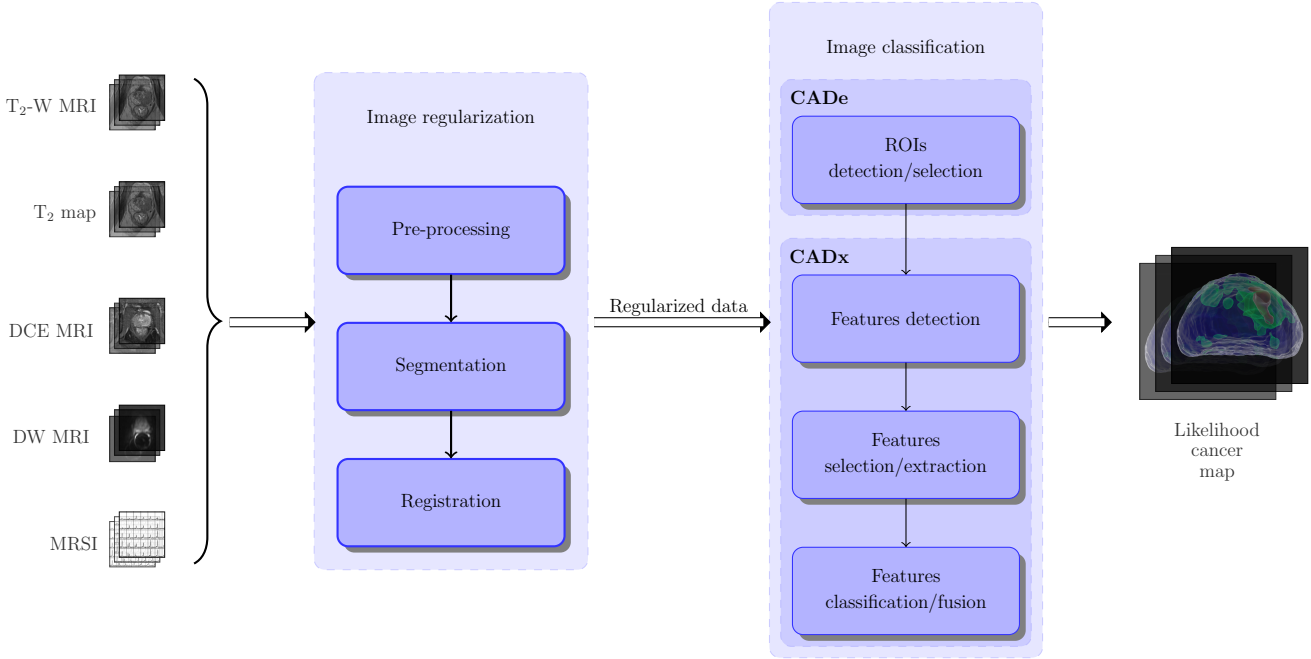 T₂-W MRI
T₂ map
DCE MRI
DW MRI
MRSI
Image regularization
Pre-processing
Segmentation
Registration
Regularized data
Image classification
CADe
ROIs
detection/selection
CADx
Features detection
Features
selection/extraction
Features
classification/fusion
Likelihood
cancer
map